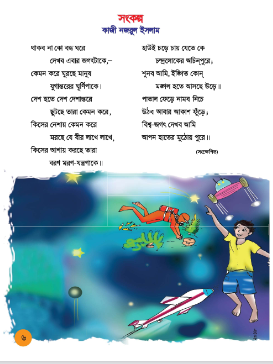 সংকল্প
কাজী নজরুল ইসলাম
থাকব না কো বদ্ধ ঘরে
দেখব এবার জগৎটাকে,–
কেমন করে ঘুরছে মানুষ
যুগান্তরের ঘূর্ণিপাকে।
দেশ হতে দেশ দেশান্তরে
ছুটছে তারা কেমন করে,
কিসের নেশায় কেমন করে
মরছে যে বীর লাখে লাখে,
কিসের আশায় করছে তারা
বরণ মরণ-যন্ত্রণাকে।।
হাউই চড়ে চায় যেতে কে
চন্দ্রলোকের অচিনপুরে;
শুনব আমি, ইঙ্গিত কোন্
মঙ্গল হতে আসছে উড়ে॥
পাতাল ফেড়ে নামব নিচে
উঠব আবার আকাশ ফুঁড়ে;
বিশ্ব-জগৎ দেখব আমি
আপন হাতের মুঠোয় পুরে॥
(সংক্ষেপিত)
৬